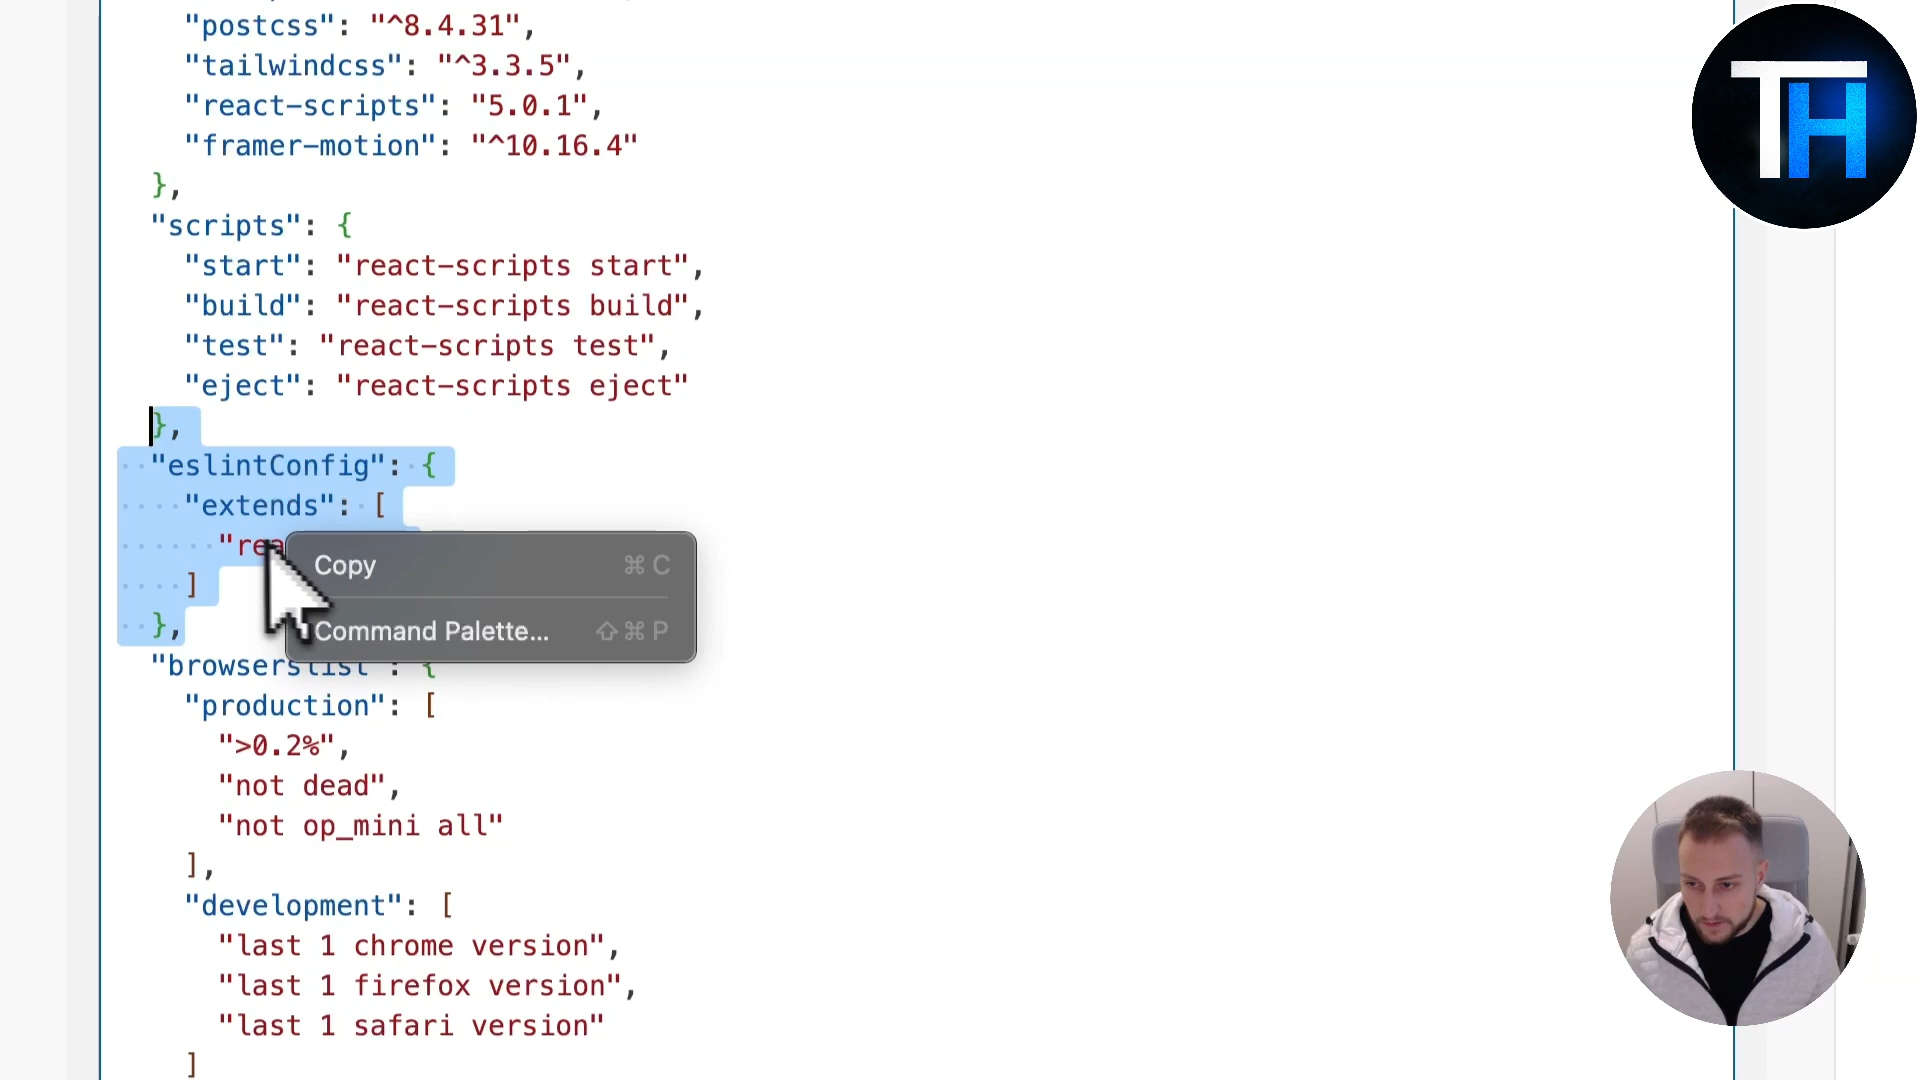 "postcss": "^8.4.31",
"tailwindcss": "^3.3.5",
"react-scripts": "5.0.1",
"framer-motion": "^10.16.4"
},
"scripts": {
"start": "react-scripts start",
"build": "react-scripts build",
"test": "react-scripts test",
"eject": "react-scripts eject"
},
"eslintConfig": {
"extends": [
"rea
]
},
Copy ⌘ C
Command Palette... ⇧ ⌘ P
"browserslist": {
"production": [
">0.2%",
"not dead",
"not op_mini all"
],
"development": [
"last 1 chrome version",
"last 1 firefox version",
"last 1 safari version"
]
TH